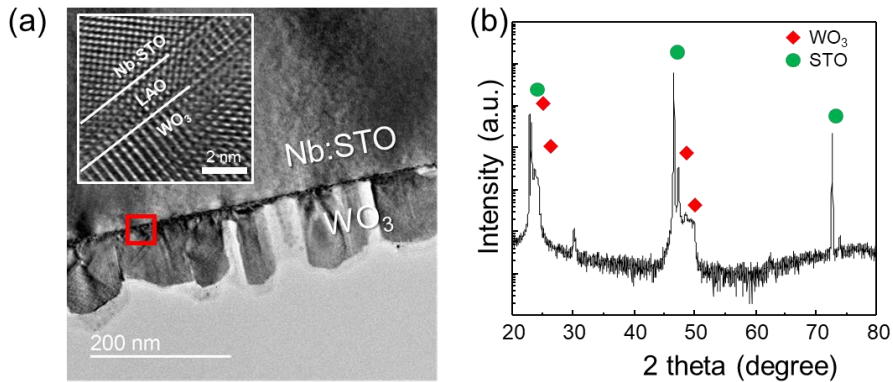 (a)
Nb:STO
LAO
WO₃
2 nm
Nb:STO
WO₃
200 nm
(b)
WO₃
STO
Intensity (a.u.)
20 30 40 50 60 70 80
2 theta (degree)